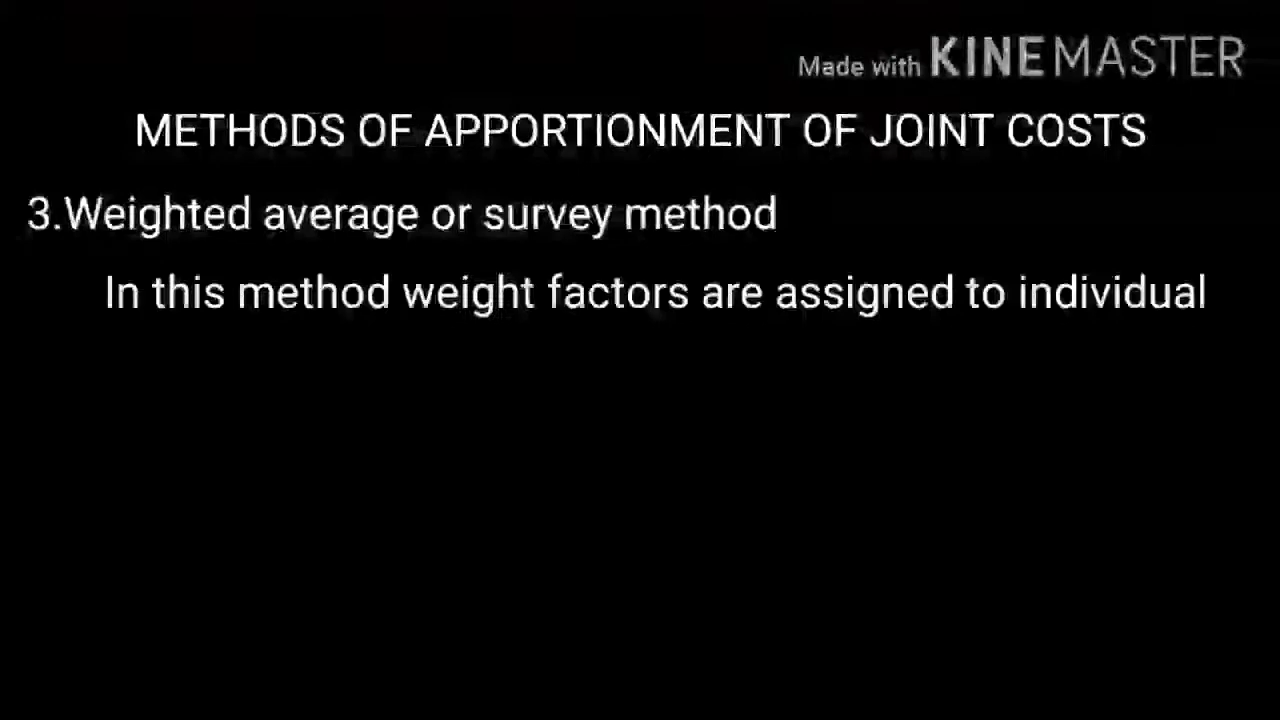 Made with KINEMASTER
METHODS OF APPORTIONMENT OF JOINT COSTS
3.Weighted average or survey method
In this method weight factors are assigned to individual